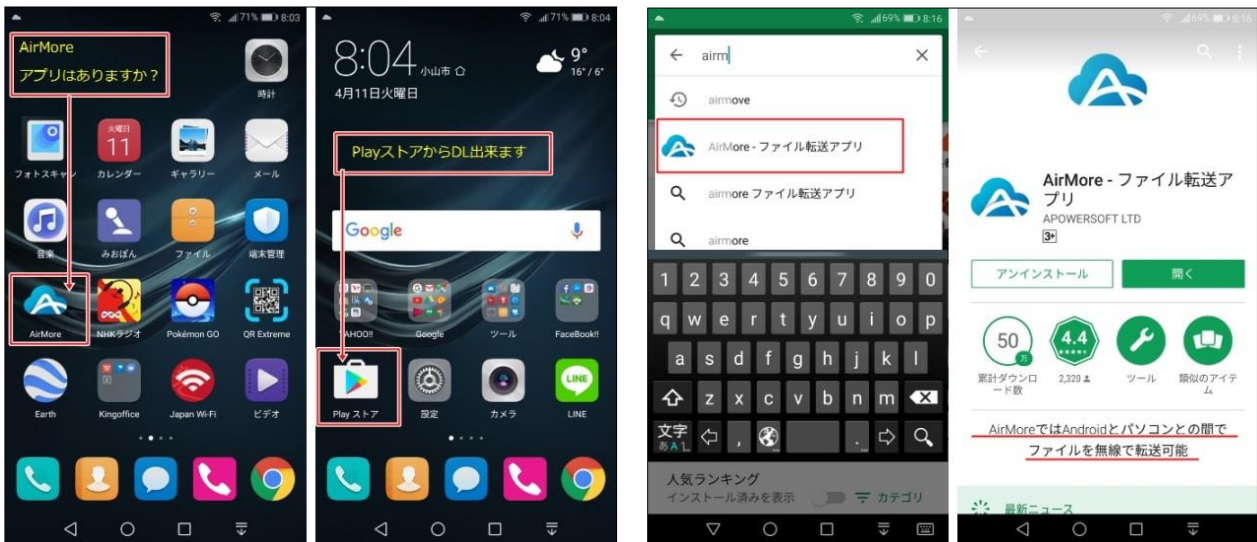 71% 8:03
AirMore
アプリはありますか？
時計
火曜日
11
フォトスキャン
カレンダー
ギャラリー
メール
音楽
みおぽん
ファイル
端末管理
AirMore
NHKラジオ
Pokémon GO
QR Extreme
Earth
Kingoffice
Japan Wi-Fi
ビデオ
71% 8:04
8:04 小山市
9°
16°/ 6°
4月11日火曜日
PlayストアからDL出来ます
Google
YAHOO!!
Google
ツール
FaceBook!!
Play ストア
設定
カメラ
LINE
LINE
69% 8:16
airm
airmove
AirMore - ファイル転送アプリ
airmore ファイル転送アプリ
airmore
1 2 3 4 5 6 7 8 9 0
q w e r t y u i o p
a s d f g h j k l
z x c v b n m
文字
あA1
, .
人気ランキング
インストール済みを表示
カテゴリ
69% 8:16
AirMore - ファイル転送ア
プリ
APOWERSOFT LTD
3+
アンインストール
開く
50
万
4.4
累計ダウンロ
ード数
2,320
ツール
類似のアイテ
ム
AirMoreではAndroidとパソコンとの間で
ファイルを無線で転送可能
最新ニュース